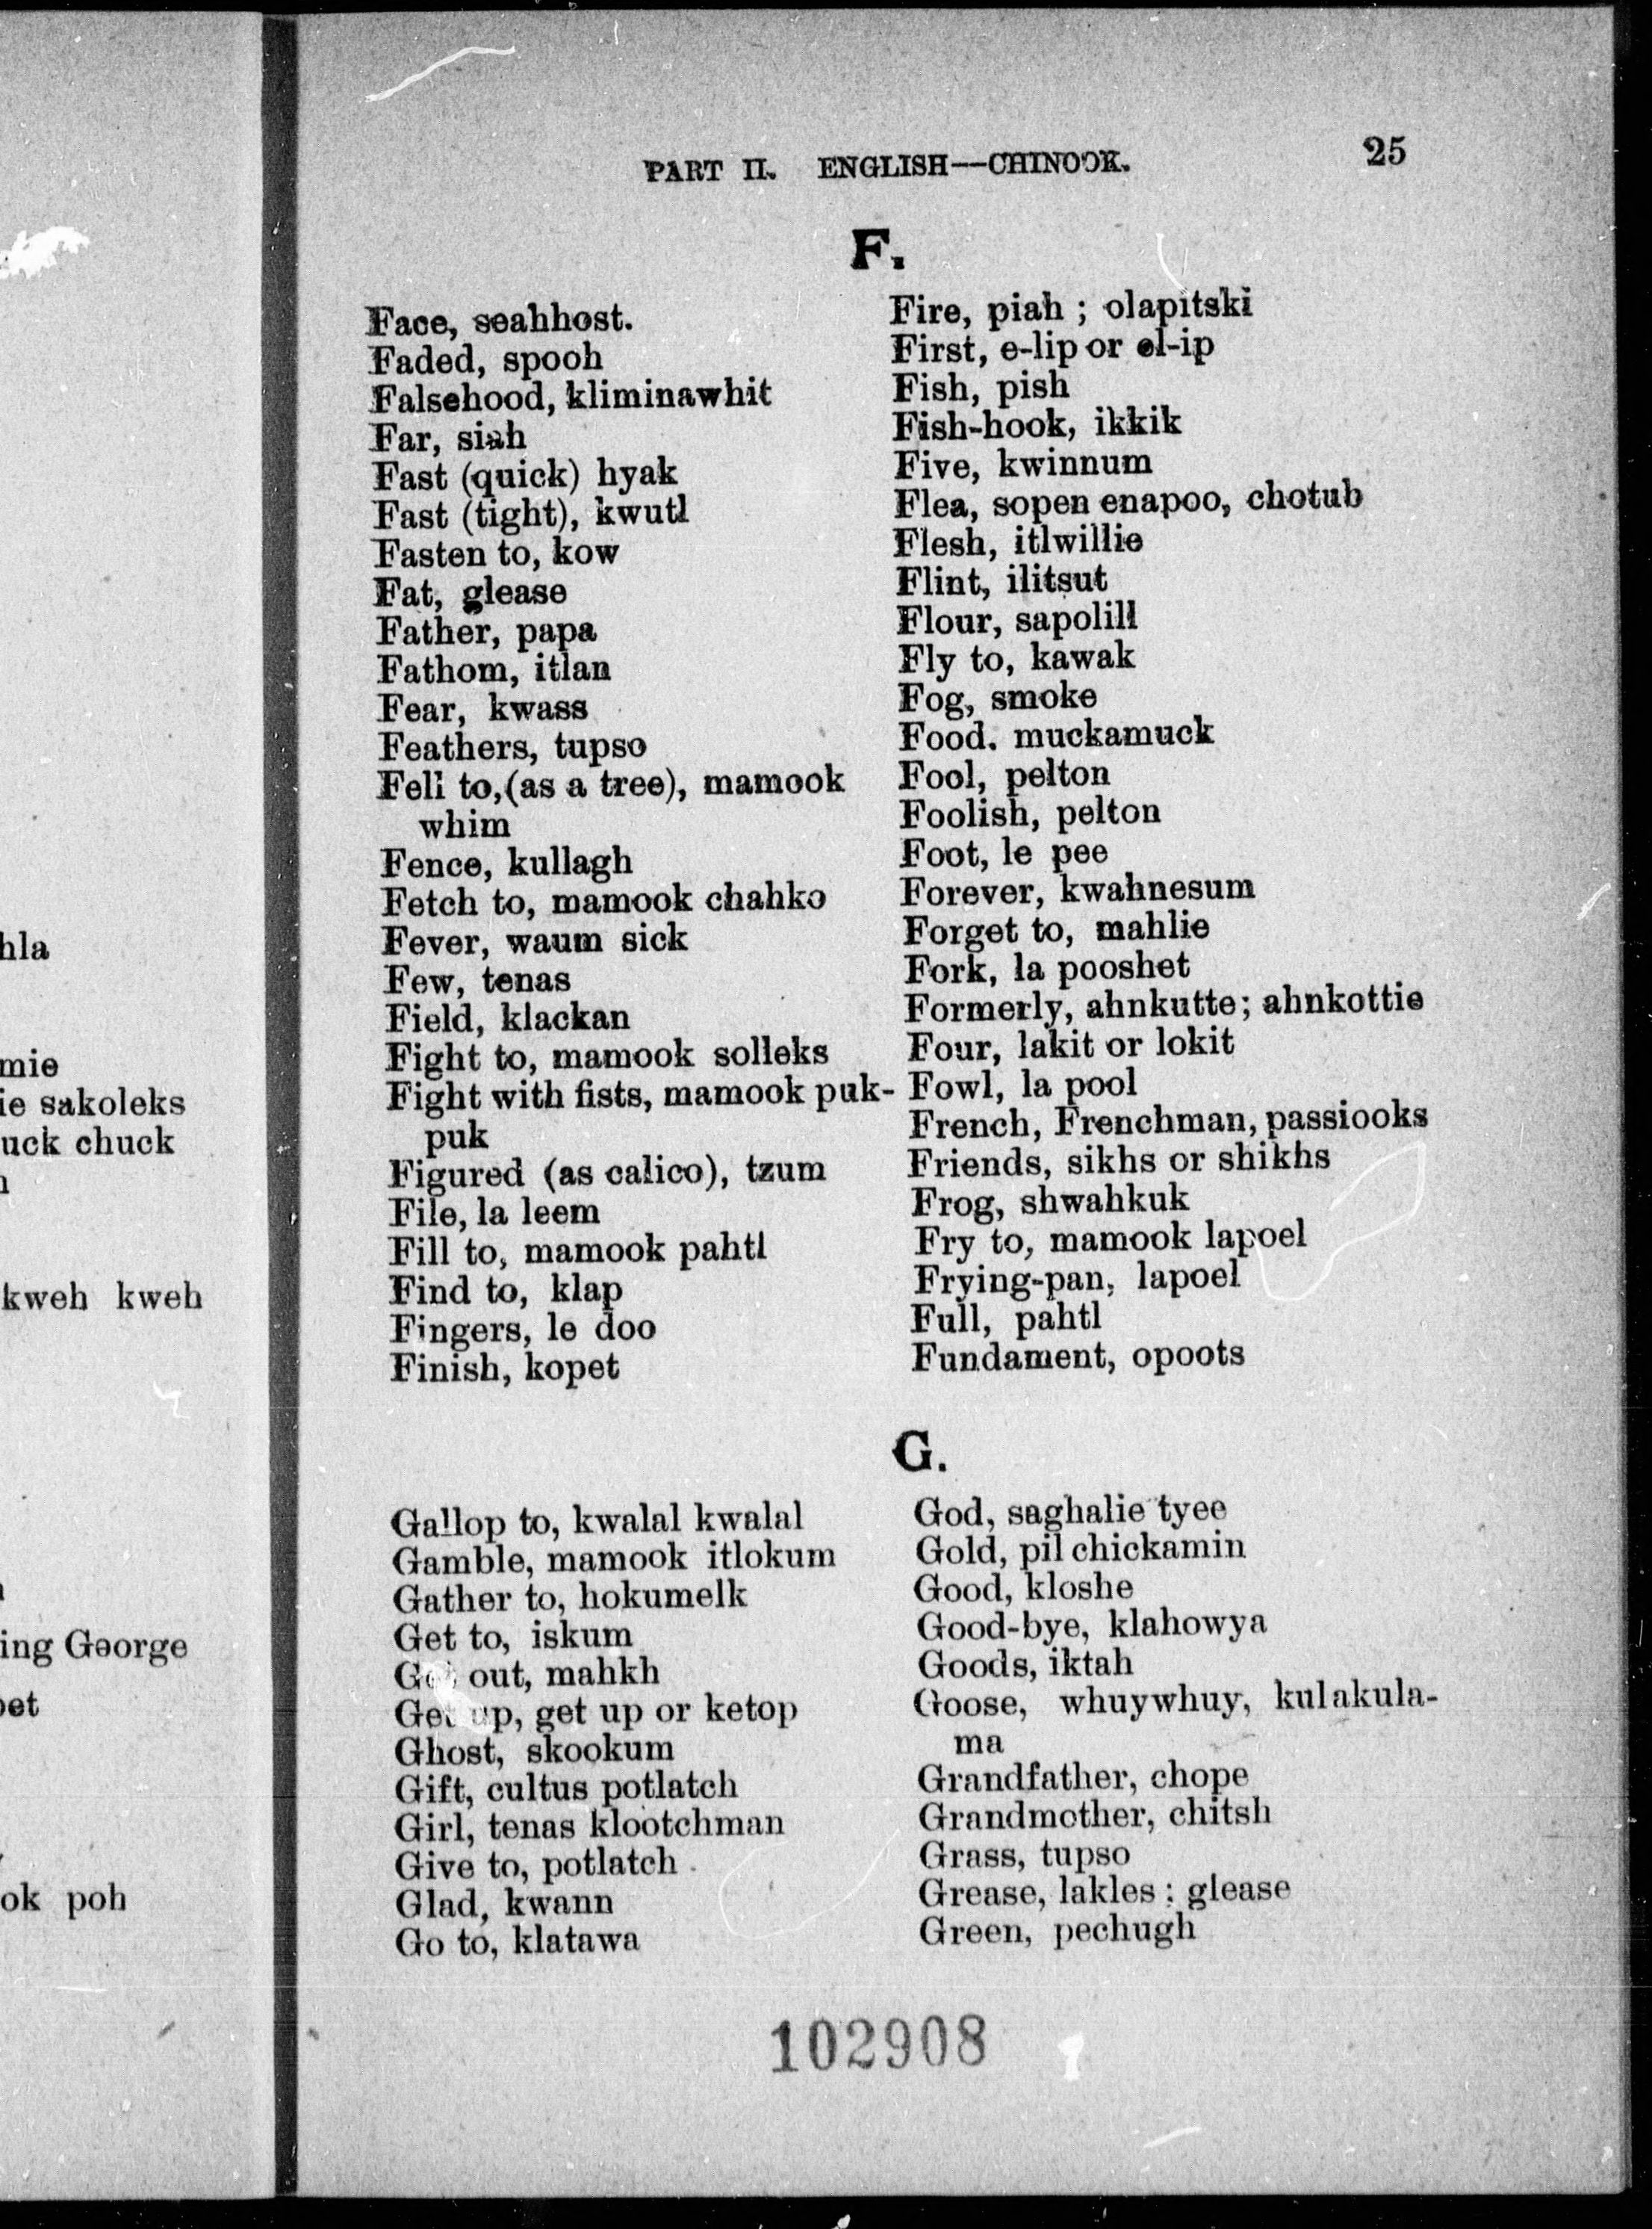 hla
mie
ie sakoleks
uck chuck
kweh kweh
ing George
et
ok poh
PART II. ENGLISH—CHINOOK.
25
F.
Face, seahhost.
Faded, spooh
Falsehood, kliminawhit
Far, siah
Fast (quick) hyak
Fast (tight), kwutl
Fasten to, kow
Fat, glease
Father, papa
Fathom, itlan
Fear, kwass
Feathers, tupso
Fell to,(as a tree), mamook
whim
Fence, kullagh
Fetch to, mamook chahko
Fever, waum sick
Few, tenas
Field, klackan
Fight to, mamook solleks
Fight with fists, mamook puk-
puk
Figured (as calico), tzum
File, la leem
Fill to, mamook pahtl
Find to, klap
Fingers, le doo
Finish, kopet
Fire, piah ; olapitski
First, e-lip or el-ip
Fish, pish
Fish-hook, ikkik
Five, kwinnum
Flea, sopen enapoo, chotub
Flesh, itlwillie
Flint, ilitsut
Flour, sapolill
Fly to, kawak
Fog, smoke
Food. muckamuck
Fool, pelton
Foolish, pelton
Foot, le pee
Forever, kwahnesum
Forget to, mahlie
Fork, la pooshet
Formerly, ahnkutte; ahnkottie
Four, lakit or lokit
Fowl, la pool
French, Frenchman, passiooks
Friends, sikhs or shikhs
Frog, shwahkuk
Fry to, mamook lapoel
Frying-pan, lapoel
Full, pahtl
Fundament, opoots
G.
Gallop to, kwalal kwalal
Gamble, mamook itlokum
Gather to, hokumelk
Get to, iskum
Get out, mahkh
Get up, get up or ketop
Ghost, skookum
Gift, cultus potlatch
Girl, tenas klootchman
Give to, potlatch
Glad, kwann
Go to, klatawa
God, saghalie tyee
Gold, pil chickamin
Good, kloshe
Good-bye, klahowya
Goods, iktah
Goose, whuywhuy, kulakula-
ma
Grandfather, chope
Grandmother, chitsh
Grass, tupso
Grease, lakles ; glease
Green, pechugh
102908